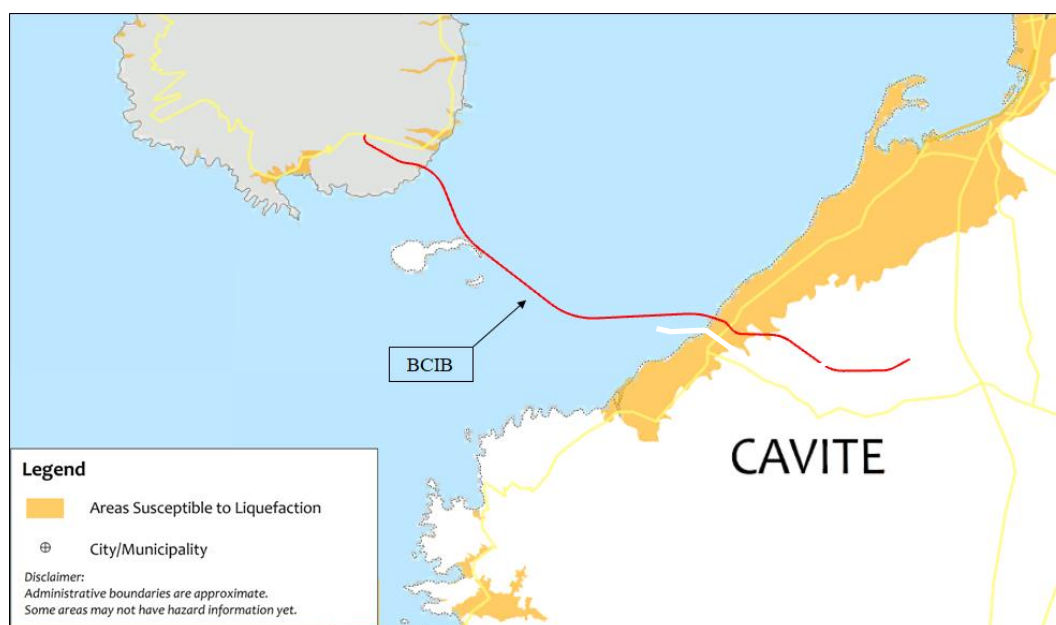 BCIB
CAVITE
Legend
Areas Susceptible to Liquefaction
City/Municipality
Disclaimer:
Administrative boundaries are approximate.
Some areas may not have hazard information yet.